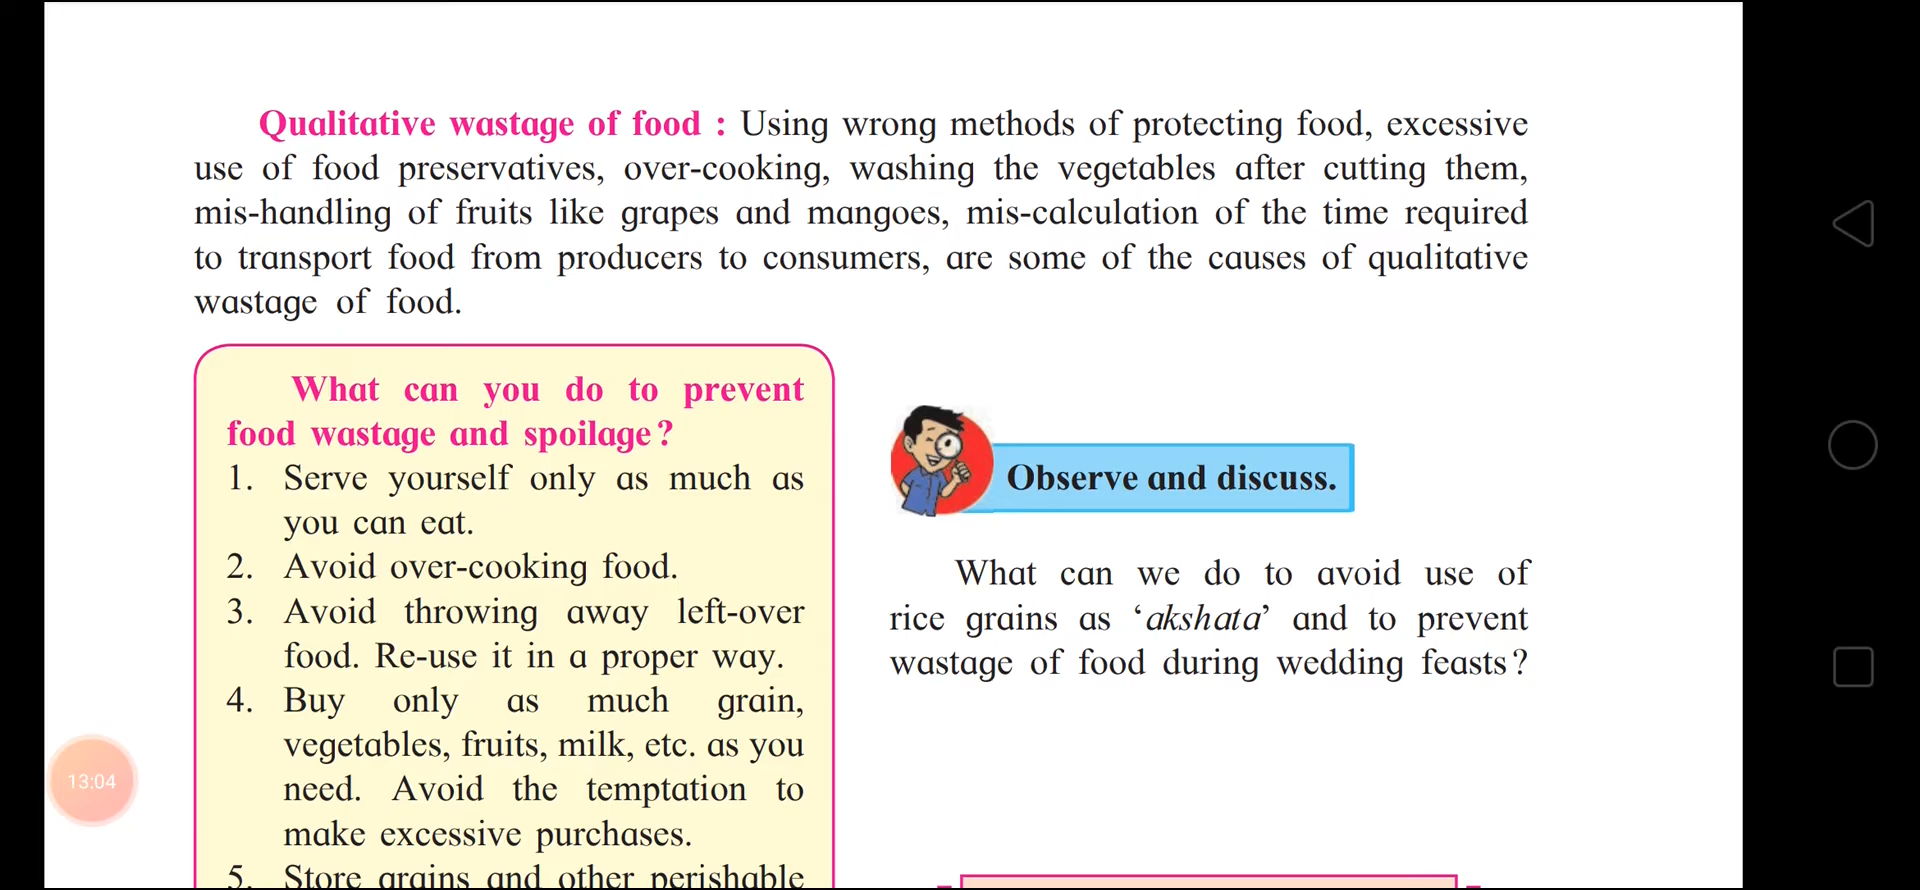 Qualitative wastage of food : Using wrong methods of protecting food, excessive
use of food preservatives, over-cooking, washing the vegetables after cutting them,
mis-handling of fruits like grapes and mangoes, mis-calculation of the time required
to transport food from producers to consumers, are some of the causes of qualitative
wastage of food.
What can you do to prevent
food wastage and spoilage?
1. Serve yourself only as much as
you can eat.
2. Avoid over-cooking food.
3. Avoid throwing away left-over
food. Re-use it in a proper way.
4. Buy only as much grain,
vegetables, fruits, milk, etc. as you
need. Avoid the temptation to
make excessive purchases.
5. Store grains and other perishable
Observe and discuss.
What can we do to avoid use of
rice grains as ‘akshata’ and to prevent
wastage of food during wedding feasts?
13:04